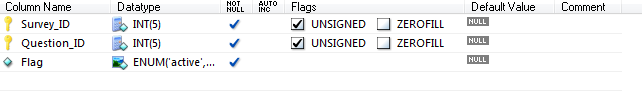 Column Name Datatype NOT NULL AUTO INC Flags Default Value Comment
Survey_ID INT(5) UNSIGNED ZEROFILL NULL
Question_ID INT(5) UNSIGNED ZEROFILL NULL
Flag ENUM('active',... NULL